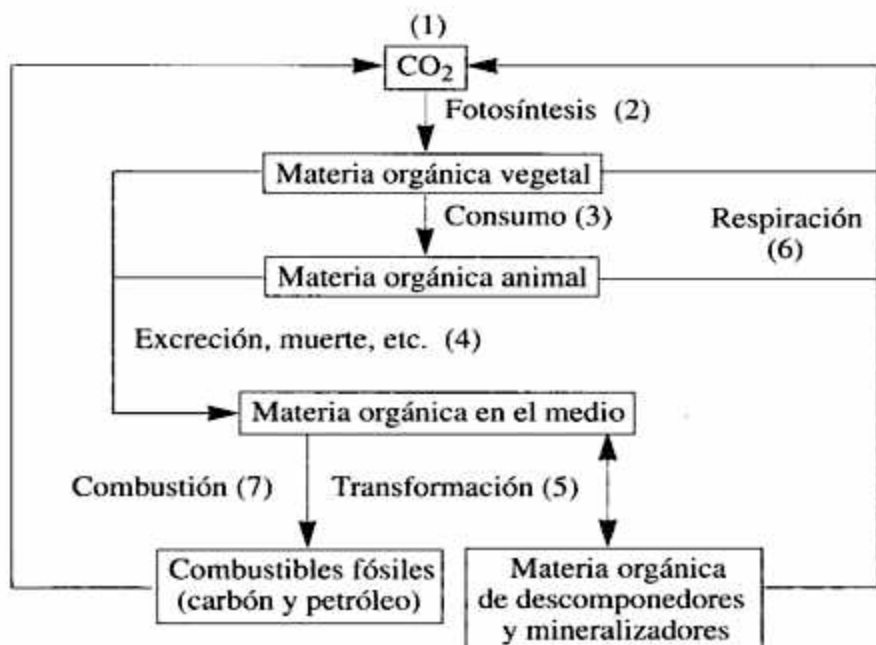 (1)
CO₂
Fotosíntesis (2)
Materia orgánica vegetal
Consumo (3)
Respiración
(6)
Materia orgánica animal
Excreción, muerte, etc. (4)
Materia orgánica en el medio
Combustión (7)
Transformación (5)
Combustibles fósiles
(carbón y petróleo)
Materia orgánica
de descomponedores
y mineralizadores